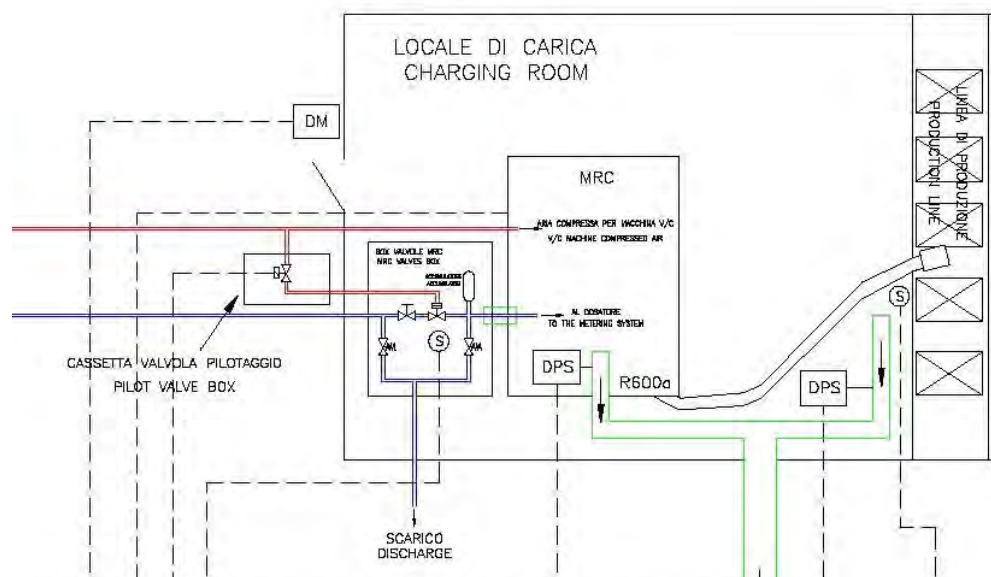 LOCALE DI CARICA
CHARGING ROOM
DM
MRC
ARIA COMPRESSA PER MACCHINA V/C
V/C MACHINE COMPRESSED AIR
BOX VALVOLE MRC
MRC VALVES BOX
AL DOSATORE
TO THE METERING SYSTEM
S
S
CASSETTA VALVOLA PILOTAGGIO
PILOT VALVE BOX
DPS
R600a
DPS
SCARICO
DISCHARGE
LINEA DI PRODUZIONE
PRODUCTION LINE